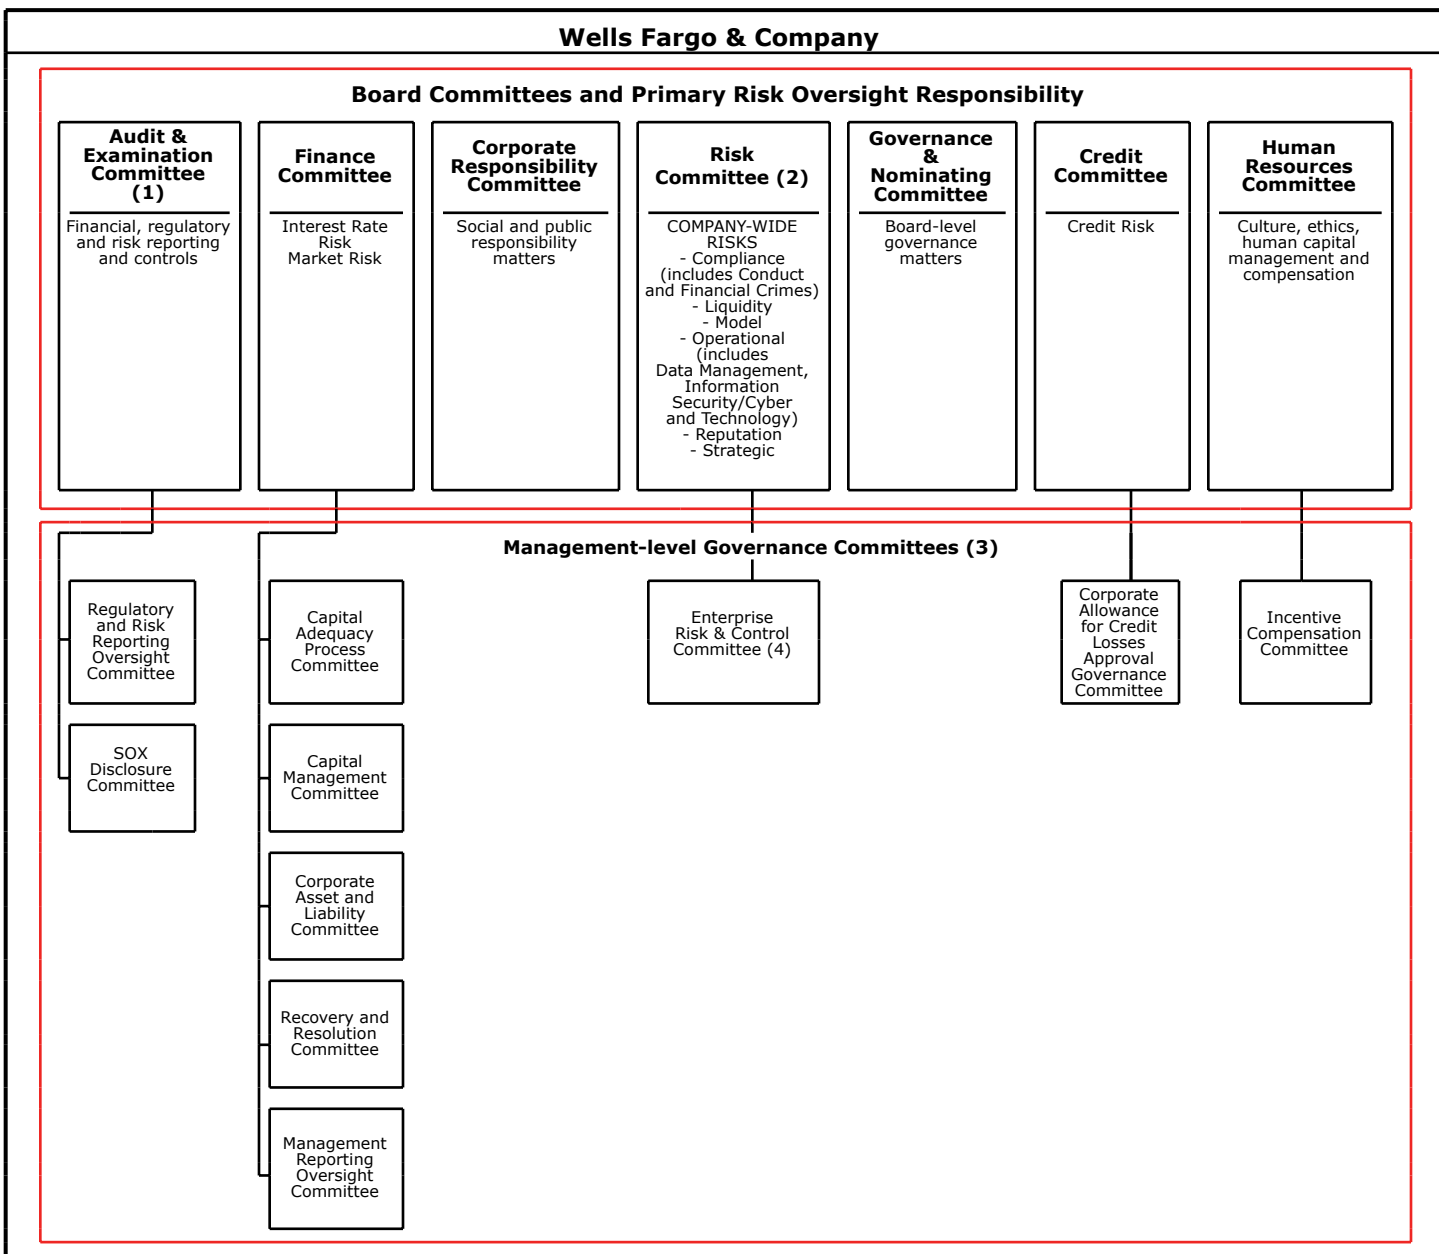 Wells Fargo & Company
Board Committees and Primary Risk Oversight Responsibility
Audit &
Examination
Committee
(1)
Financial, regulatory
and risk reporting
and controls
Finance
Committee
Interest Rate
Risk
Market Risk
Corporate
Responsibility
Committee
Social and public
responsibility
matters
Risk
Committee (2)
COMPANY-WIDE
RISKS
- Compliance
(includes Conduct
and Financial Crimes)
- Liquidity
- Model
- Operational
(includes
Data Management,
Information
Security/Cyber
and Technology)
- Reputation
- Strategic
Governance
&
Nominating
Committee
Board-level
governance
matters
Credit
Committee
Credit Risk
Human
Resources
Committee
Culture, ethics,
human capital
management and
compensation
Management-level Governance Committees (3)
Regulatory
and Risk
Reporting
Oversight
Committee
SOX
Disclosure
Committee
Capital
Adequacy
Process
Committee
Capital
Management
Committee
Corporate
Asset and
Liability
Committee
Recovery and
Resolution
Committee
Management
Reporting
Oversight
Committee
Enterprise
Risk & Control
Committee (4)
Corporate
Allowance
for Credit
Losses
Approval
Governance
Committee
Incentive
Compensation
Committee